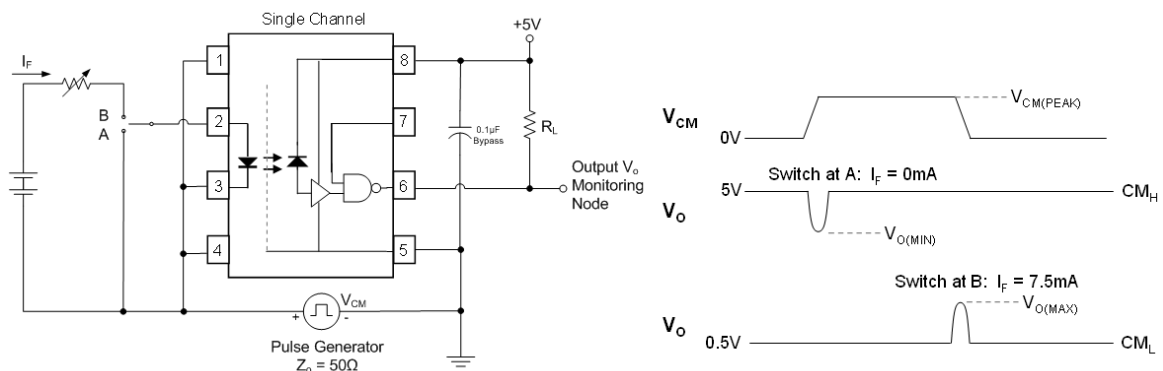 Single Channel
+5V
I_F
1
8
B
A
2
7
0.1µF
Bypass
R_L
3
6
Output V_o
Monitoring
Node
4
5
V_CM
+
-
Pulse Generator
Z_o = 50Ω
V_CM
0V
V_CM(PEAK)
Switch at A: I_F = 0mA
5V
CM_H
V_O
V_O(MIN)
Switch at B: I_F = 7.5mA
V_O(MAX)
V_O
0.5V
CM_L